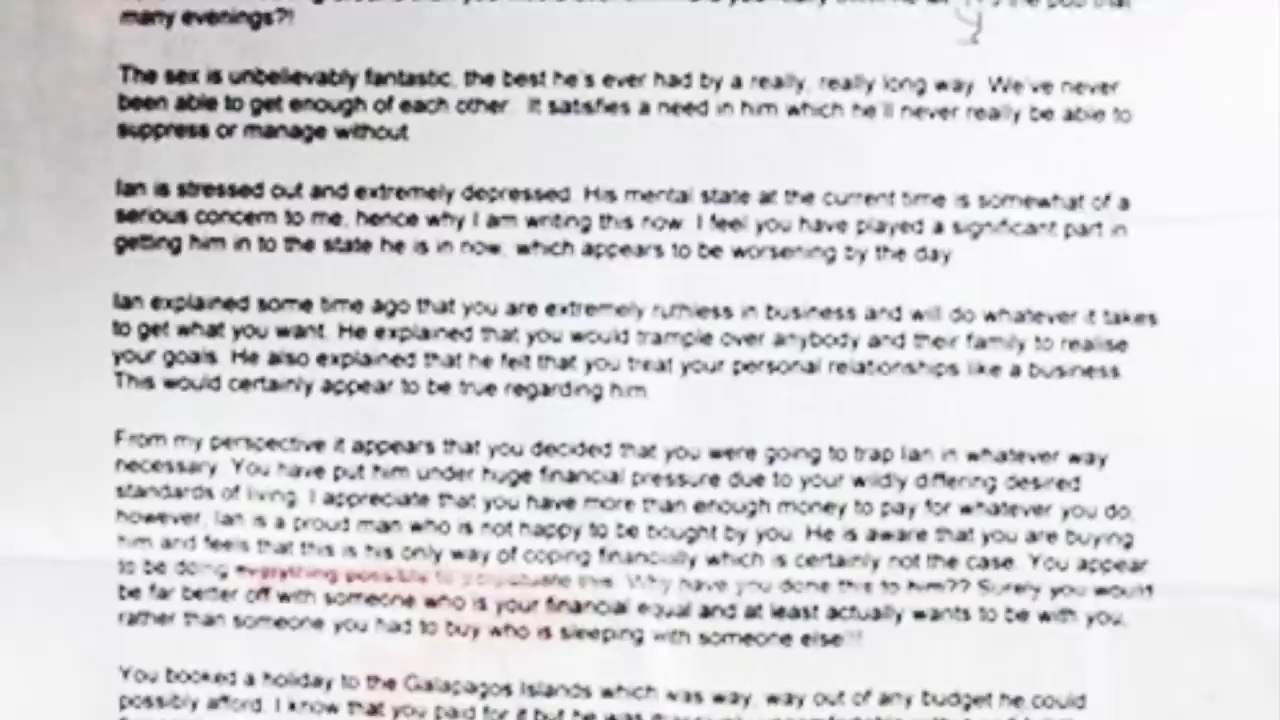 the pub that
many evenings?!
The sex is unbelievably fantastic, the best he's ever had by a really, really long way. We've never
been able to get enough of each other. It satisfies a need in him which he'll never really be able to
suppress or manage without.
Ian is stressed out and extremely depressed. His mental state at the current time is somewhat of a
serious concern to me, hence why I am writing this now. I feel you have played a significant part in
getting him in to the state he is in now, which appears to be worsening by the day.
Ian explained some time ago that you are extremely ruthless in business and will do whatever it takes
to get what you want. He explained that you would trample over anybody and their family to realise
your goals. He also explained that he felt that you treat your personal relationships like a business.
This would certainly appear to be true regarding him.
From my perspective it appears that you decided that you were going to trap Ian in whatever way
necessary. You have put him under huge financial pressure due to your wildly differing desired
standards of living. I appreciate that you have more than enough money to pay for whatever you do,
however, Ian is a proud man who is not happy to be bought by you. He is aware that you are buying
him and feels that this is his only way of coping financially which is certainly not the case. You appear
to be doing everything possible to perpetuate this. Why have you done this to him?? Surely you would
be far better off with someone who is your financial equal and at least actually wants to be with you,
rather than someone you had to buy who is sleeping with someone else!!!
You booked a holiday to the Galapagos Islands which was way, way out of any budget he could
possibly afford. I know that you paid for it but he was